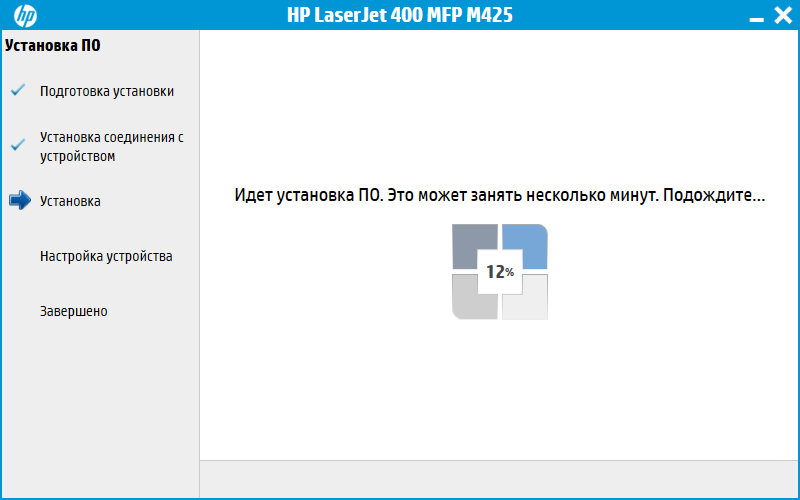 hp
HP LaserJet 400 MFP M425
Установка ПО
Подготовка установки
Установка соединения с
устройством
Установка
Настройка устройства
Завершено
Идет установка ПО. Это может занять несколько минут. Подождите...
12%